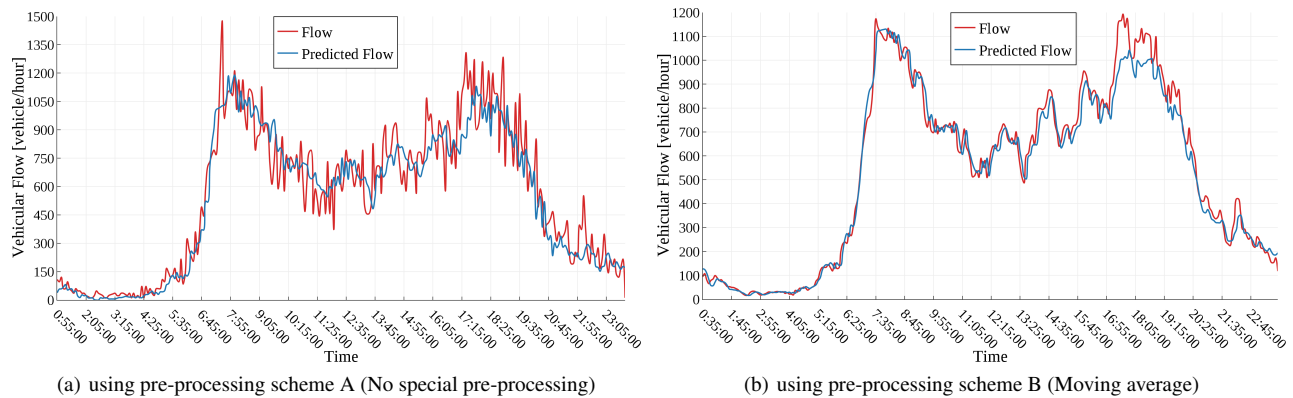 1500
1350
1200
1050
900
750
600
450
300
150
0
Vehicular Flow [vehicle/hour]
Flow
Predicted Flow
0:55:00 2:05:00 3:15:00 4:25:00 5:35:00 6:45:00 7:55:00 9:05:00 10:15:00 11:25:00 12:35:00 13:45:00 14:55:00 16:05:00 17:15:00 18:25:00 19:35:00 20:45:00 21:55:00 23:05:00
Time
(a) using pre-processing scheme A (No special pre-processing)
1200
1100
1000
900
800
700
600
500
400
300
200
100
0
Vehicular Flow [vehicle/hour]
Flow
Predicted Flow
0:35:00 1:45:00 2:55:00 4:05:00 5:15:00 6:25:00 7:35:00 8:45:00 9:55:00 11:05:00 12:15:00 13:25:00 14:35:00 15:45:00 16:55:00 18:05:00 19:15:00 20:25:00 21:35:00 22:45:00
Time
(b) using pre-processing scheme B (Moving average)